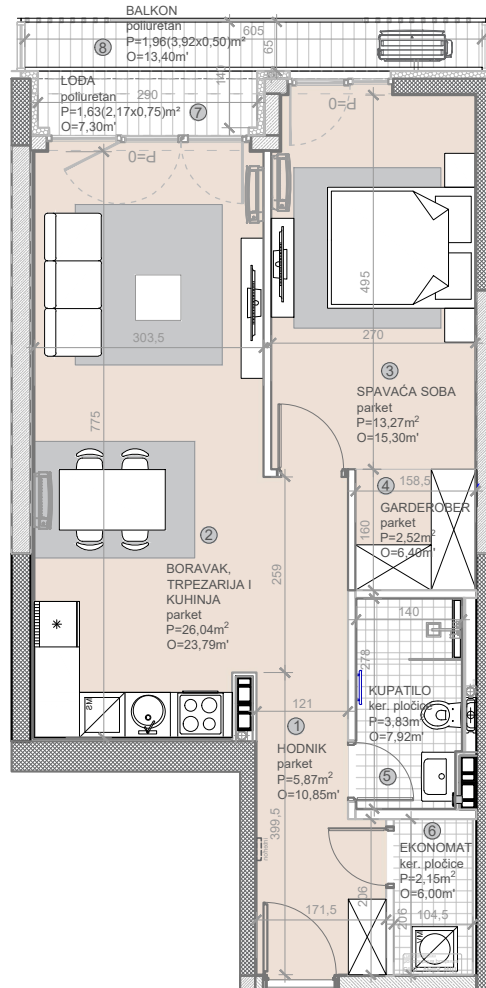 BALKON
poliuretan
P=1,96(3,92x0,50)m²
O=13,40m'
8
605
65
LOĐA
poliuretan
P=1,63(2,17x0,75)m²
O=7,30m'
7
290
P=0
P=0
303,5
270
495
775
3
SPAVAĆA SOBA
parket
P=13,27m²
O=15,30m'
4
158,5
GARDEROBER
parket
P=2,52m²
O=6,40m'
160
2
BORAVAK,
TRPEZARIJA I
KUHINJA
parket
P=26,04m²
O=23,79m'
259
140
278
KUPATILO
ker. pločice
P=3,83m²
O=7,92m'
5
SM
121
1
HODNIK
parket
P=5,87m²
O=10,85m'
399,5
6
EKONOMAT
ker. pločice
P=2,15m²
O=6,00m'
206
206
171,5
104,5
VM